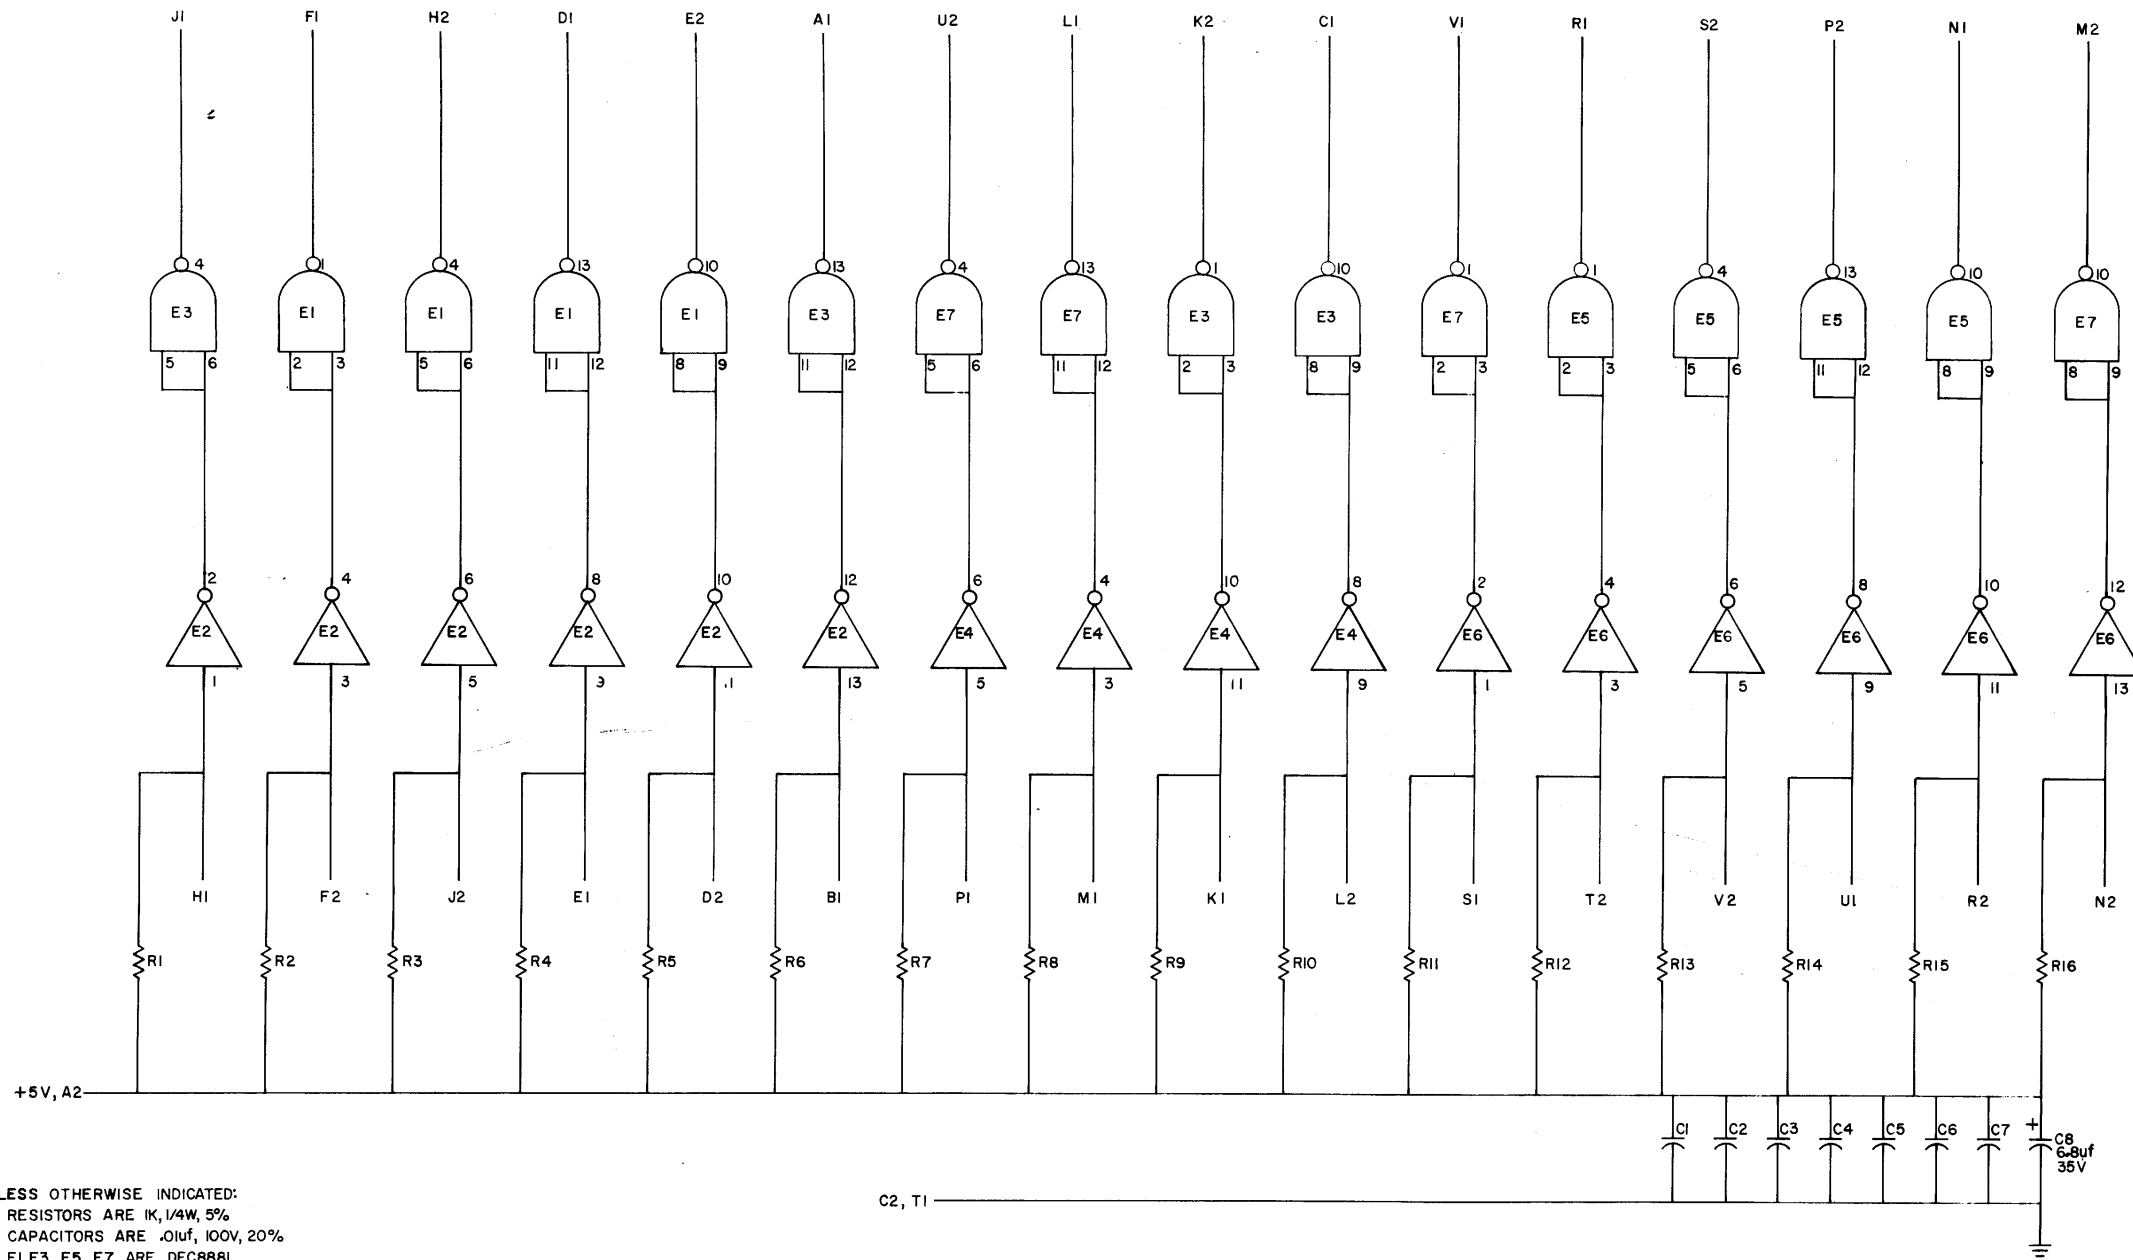 J1 F1 H2 D1 E2 A1 U2 L1 K2 C1 V1 R1 S2 P2 N1 M2
4 1 4 13 10 13 4 13 1 10 1 1 4 13 10 10
E3 E1 E1 E1 E1 E3 E7 E7 E3 E3 E7 E5 E5 E5 E5 E7
5 6 2 3 5 6 11 12 8 9 11 12 5 6 11 12 2 3 8 9 2 3 2 3 5 6 11 12 8 9 8 9
2 4 6 8 10 12 6 4 10 8 2 4 6 8 10 12
E2 E2 E2 E2 E2 E2 E4 E4 E4 E4 E6 E6 E6 E6 E6 E6
1 3 5 9 11 13 5 3 11 9 1 3 5 9 11 13
H1 F2 J2 E1 D2 B1 P1 M1 K1 L2 S1 T2 V2 U1 R2 N2
R1 R2 R3 R4 R5 R6 R7 R8 R9 R10 R11 R12 R13 R14 R15 R16
+5V, A2
C1 C2 C3 C4 C5 C6 C7 + C8
6.8uf
35V
C2, T1
LESS OTHERWISE INDICATED:
RESISTORS ARE 1K, 1/4W, 5%
CAPACITORS ARE .01uf, 100V, 20%
E1, E3, E5, E7 ARE DEC8881